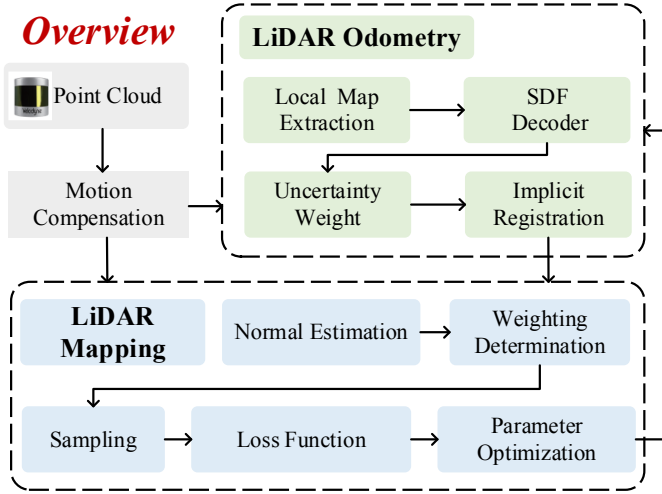 Overview
Point Cloud
Motion
Compensation
LiDAR Odometry
Local Map
Extraction
SDF
Decoder
Uncertainty
Weight
Implicit
Registration
LiDAR
Mapping
Normal Estimation
Weighting
Determination
Sampling
Loss Function
Parameter
Optimization